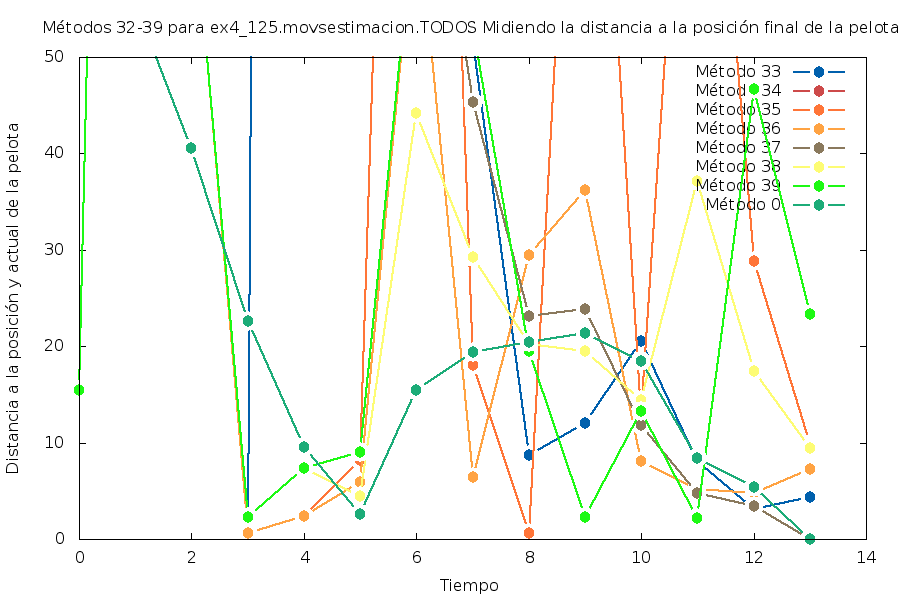 Métodos 32-39 para ex4_125.movsestimacion.TODOS Midiendo la distancia a la posición final de la pelota
50
40
30
20
10
0
Distancia a la posición y actual de la pelota
Método 33
Método 34
Método 35
Método 36
Método 37
Método 38
Método 39
Método 0
0 2 4 6 8 10 12 14
Tiempo